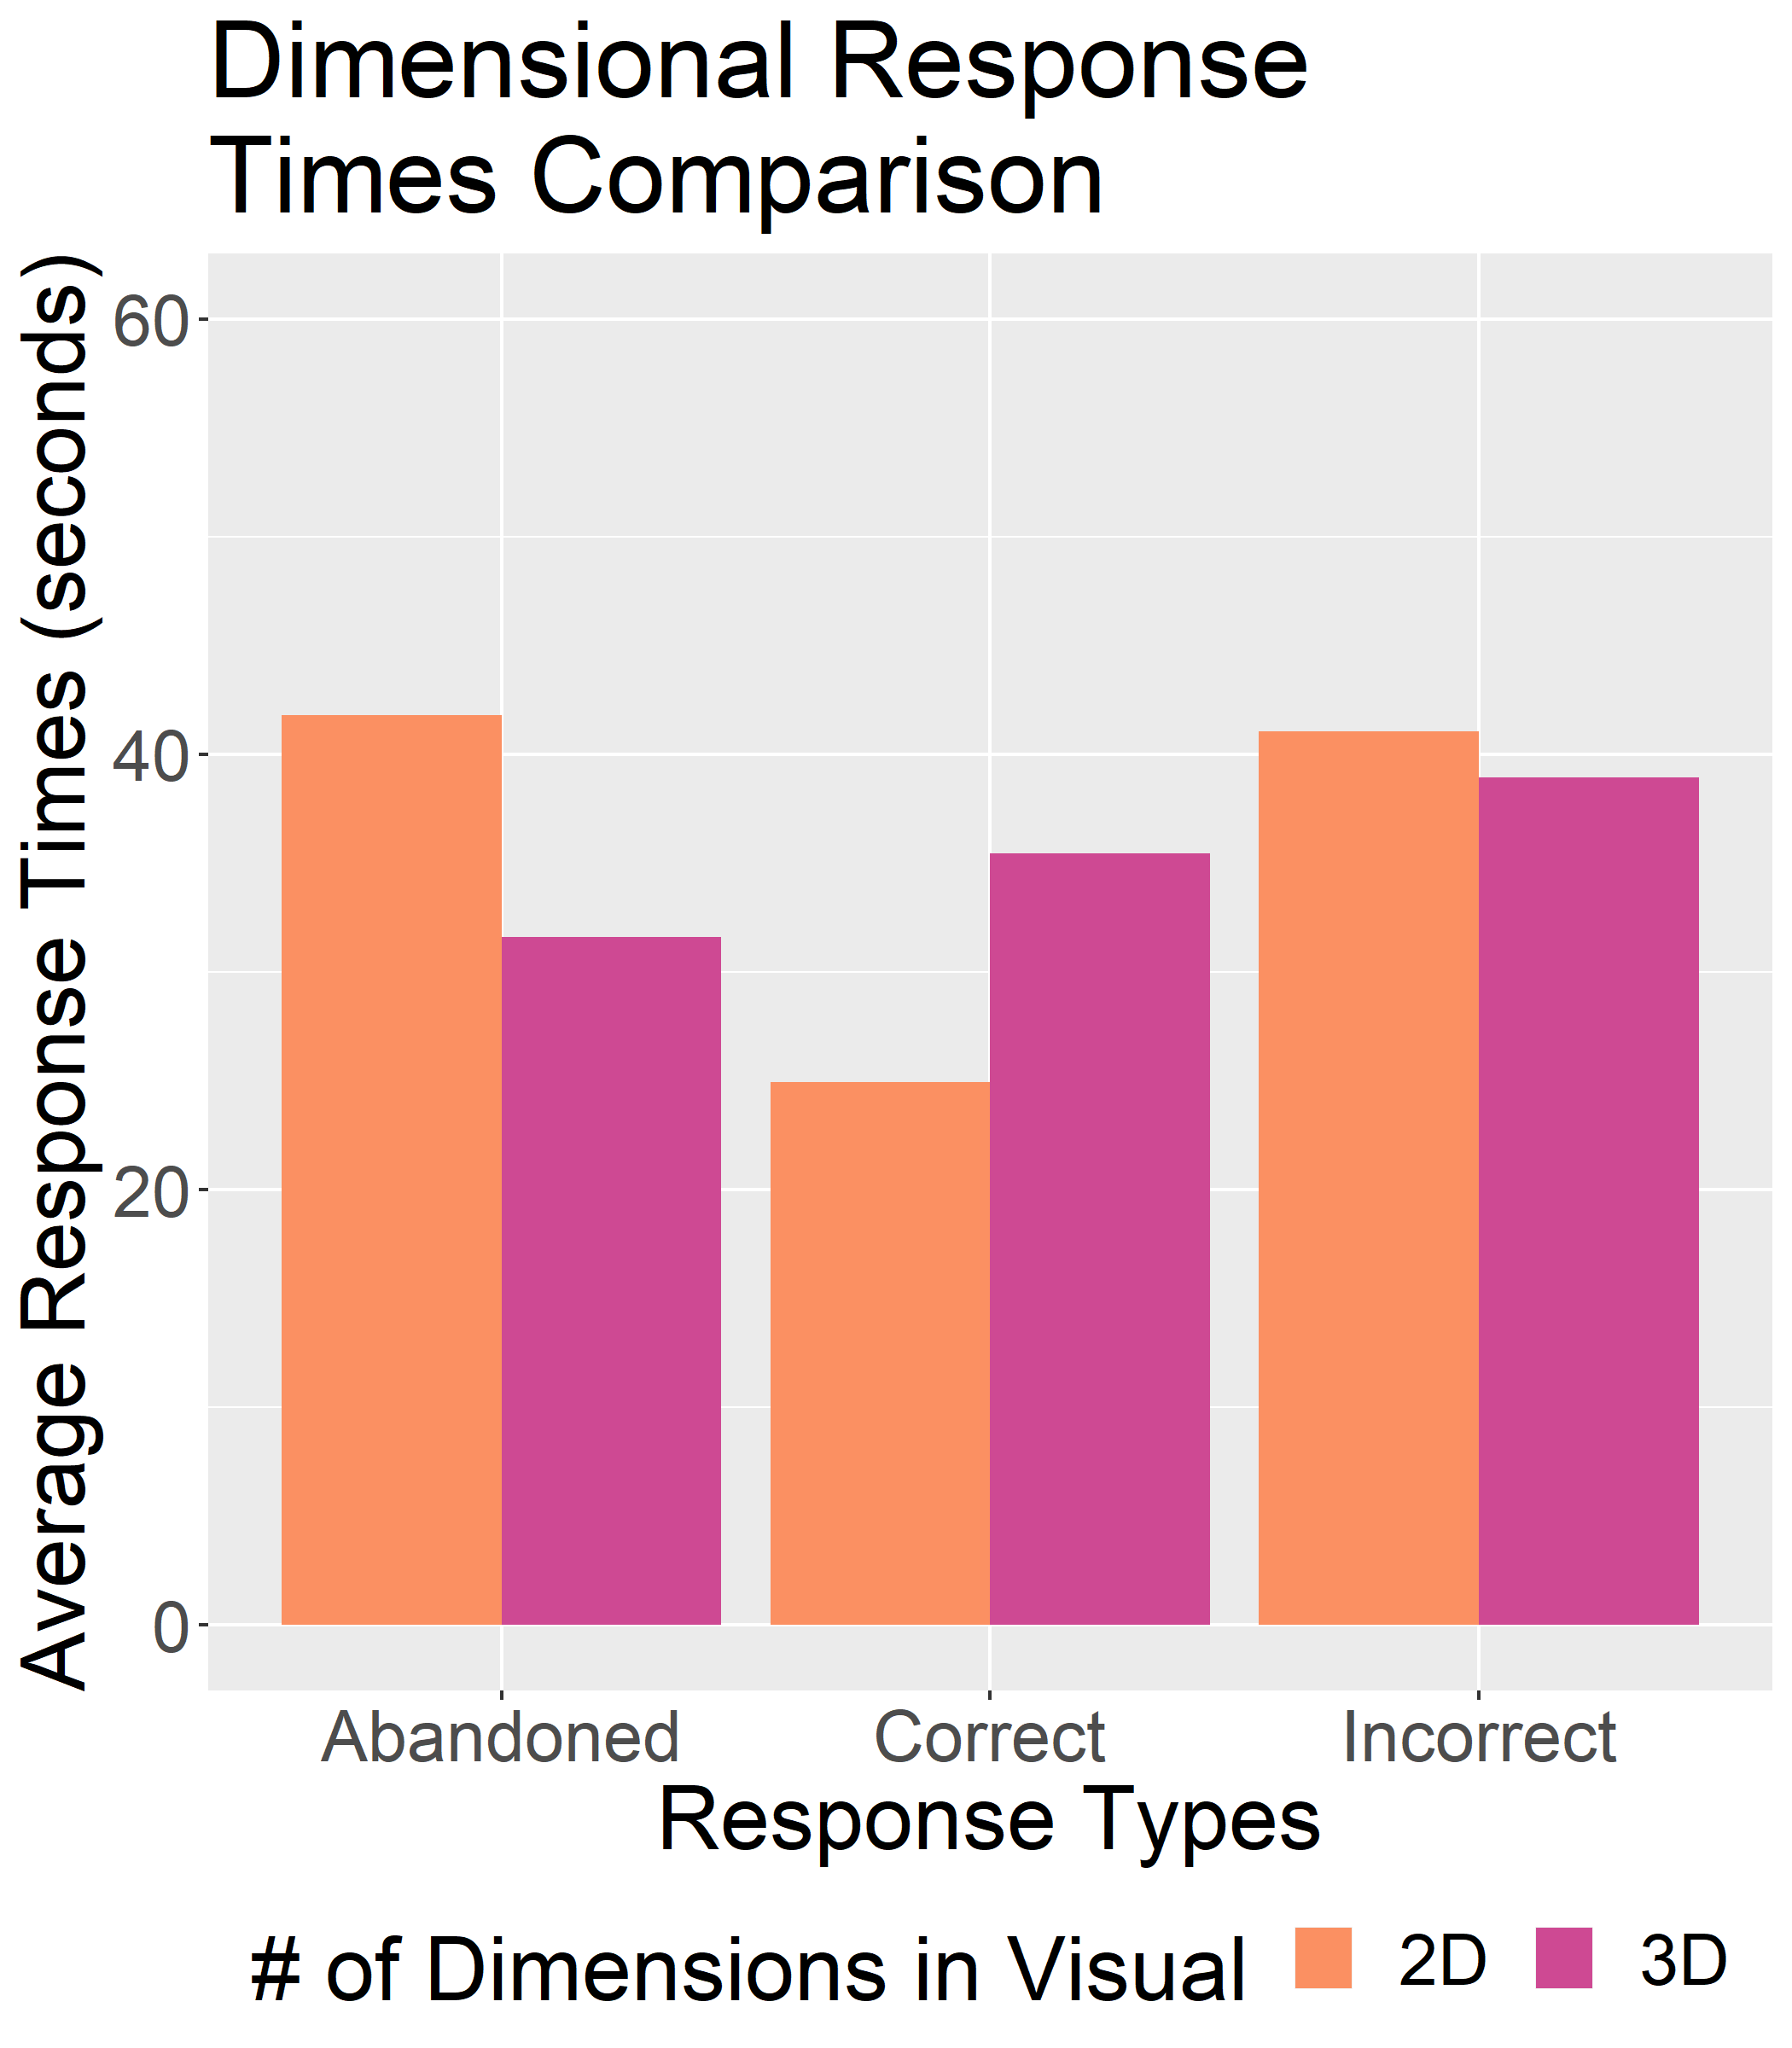 Dimensional Response
Times Comparison
Average Response Times (seconds)
60
40
20
0
Abandoned Correct Incorrect
Response Types
# of Dimensions in Visual 2D 3D